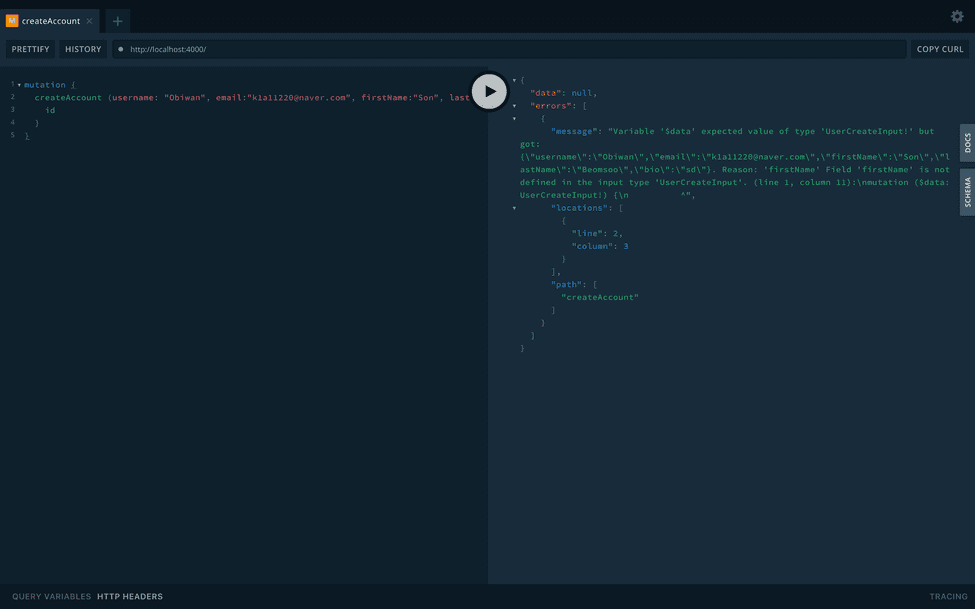 M createAccount ×
+
PRETTIFY HISTORY http://localhost:4000/ COPY CURL
1 mutation {
2 createAccount (username: "Obiwan", email:"k1a11220@naver.com", firstName:"Son", last
3 id
4 }
5 }
{
"data": null,
"errors": [
{
"message": "Variable '$data' expected value of type 'UserCreateInput!' but
got:
{\"username\":\"Obiwan\",\"email\":\"k1a11220@naver.com\",\"firstName\":\"Son\",\"l
astName\":\"Beomsoo\",\"bio\":\"sd\"}. Reason: 'firstName' Field 'firstName' is not
defined in the input type 'UserCreateInput'. (line 1, column 11):\nmutation ($data:
UserCreateInput!) {\n ^",
"locations": [
{
"line": 2,
"column": 3
}
],
"path": [
"createAccount"
]
}
]
}
DOCS
SCHEMA
QUERY VARIABLES HTTP HEADERS TRACING